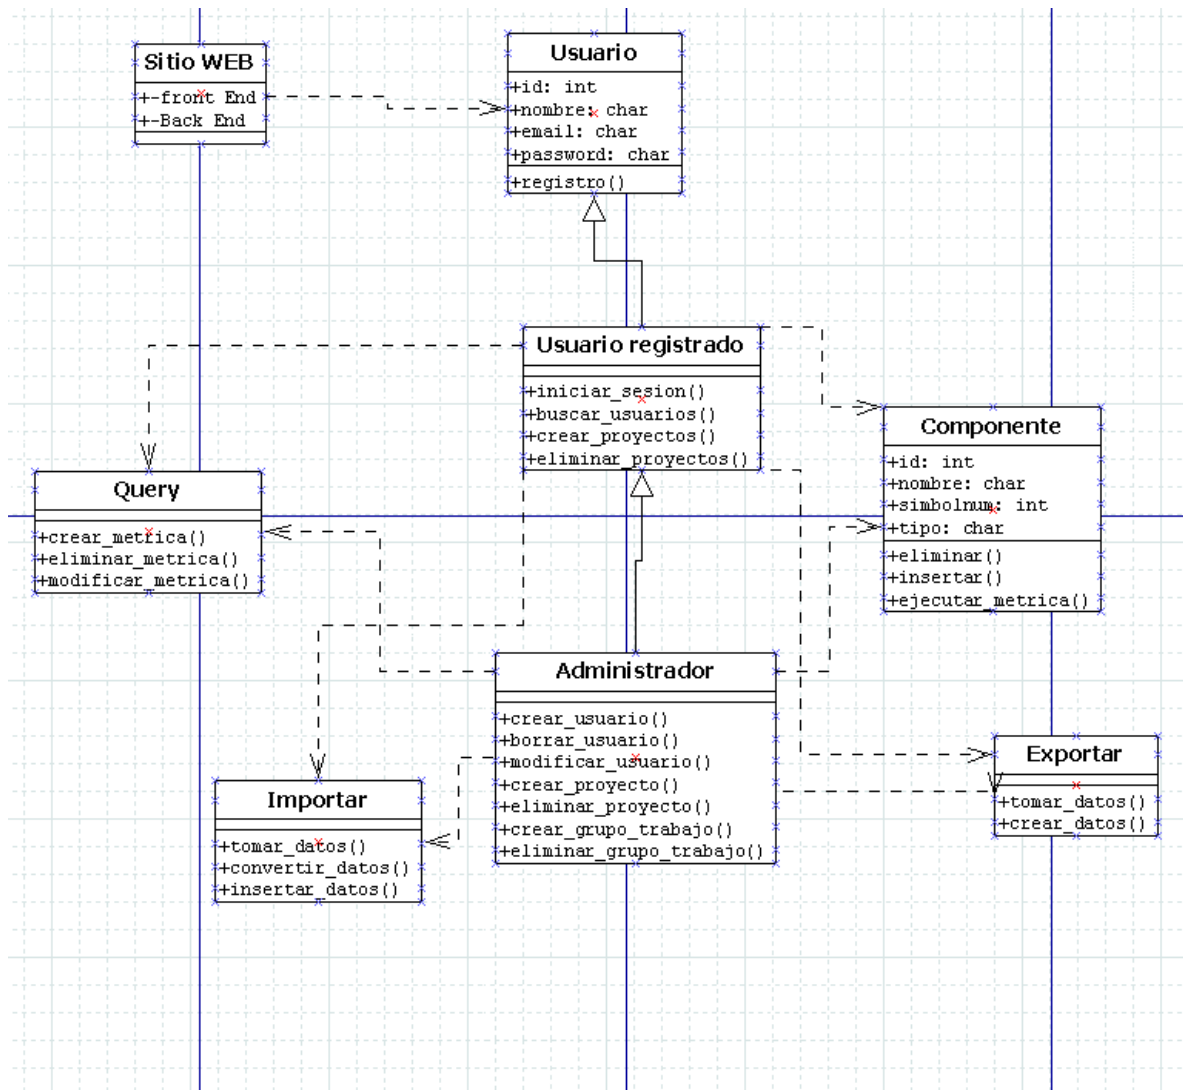 Sitio WEB
+-front End
+-Back End
Usuario
+id: int
+nombre: char
+email: char
+password: char
+registro()
Usuario registrado
+iniciar_sesion()
+buscar_usuarios()
+crear_proyectos()
+eliminar_proyectos()
Componente
+id: int
+nombre: char
+simbolnum: int
+tipo: char
+eliminar()
+insertar()
+ejecutar_metrica()
Query
+crear_metrica()
+eliminar_metrica()
+modificar_metrica()
Administrador
+crear_usuario()
+borrar_usuario()
+modificar_usuario()
+crear_proyecto()
+eliminar_proyecto()
+crear_grupo_trabajo()
+eliminar_grupo_trabajo()
Exportar
+tomar_datos()
+crear_datos()
Importar
+tomar_datos()
+convertir_datos()
+insertar_datos()